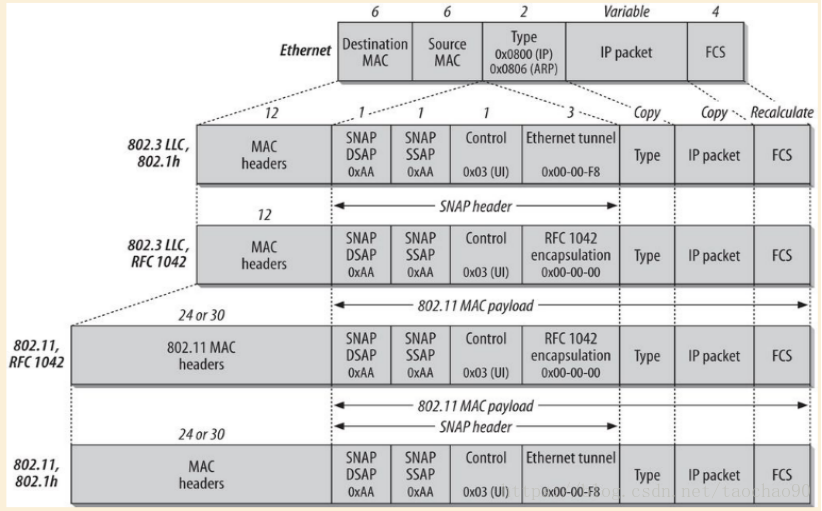 6 6 2 Variable 4
Ethernet
Destination
MAC
Source
MAC
Type
0x0800 (IP)
0x0806 (ARP)
IP packet
FCS
12 1 1 1 3 Copy Copy Recalculate
802.3 LLC,
802.1h
MAC
headers
SNAP
DSAP
0xAA
SNAP
SSAP
0xAA
Control
0x03 (UI)
Ethernet tunnel
0x00-00-F8
Type
IP packet
FCS
SNAP header
12
802.3 LLC,
RFC 1042
MAC
headers
SNAP
DSAP
0xAA
SNAP
SSAP
0xAA
Control
0x03 (UI)
RFC 1042
encapsulation
0x00-00-00
Type
IP packet
FCS
802.11 MAC payload
24 or 30
802.11,
RFC 1042
802.11 MAC
headers
SNAP
DSAP
0xAA
SNAP
SSAP
0xAA
Control
0x03 (UI)
RFC 1042
encapsulation
0x00-00-00
Type
IP packet
FCS
802.11 MAC payload
SNAP header
24 or 30
802.11,
802.1h
MAC
headers
SNAP
DSAP
0xAA
SNAP
SSAP
0xAA
Control
0x03 (UI)
Ethernet tunnel
0x00-00-F8
Type
IP packet
FCS